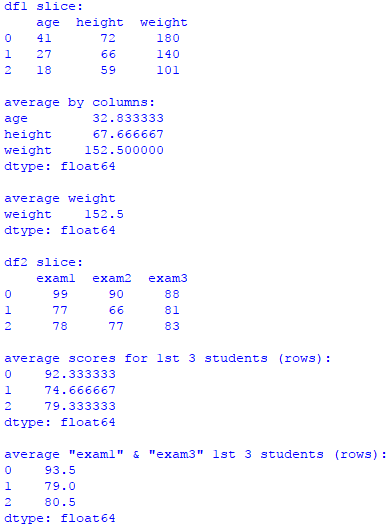 df1 slice:
age height weight
0 41 72 180
1 27 66 140
2 18 59 101
average by columns:
age 32.833333
height 67.666667
weight 152.500000
dtype: float64
average weight
weight 152.5
dtype: float64
df2 slice:
exam1 exam2 exam3
0 99 90 88
1 77 66 81
2 78 77 83
average scores for 1st 3 students (rows):
0 92.333333
1 74.666667
2 79.333333
dtype: float64
average "exam1" & "exam3" 1st 3 students (rows):
0 93.5
1 79.0
2 80.5
dtype: float64